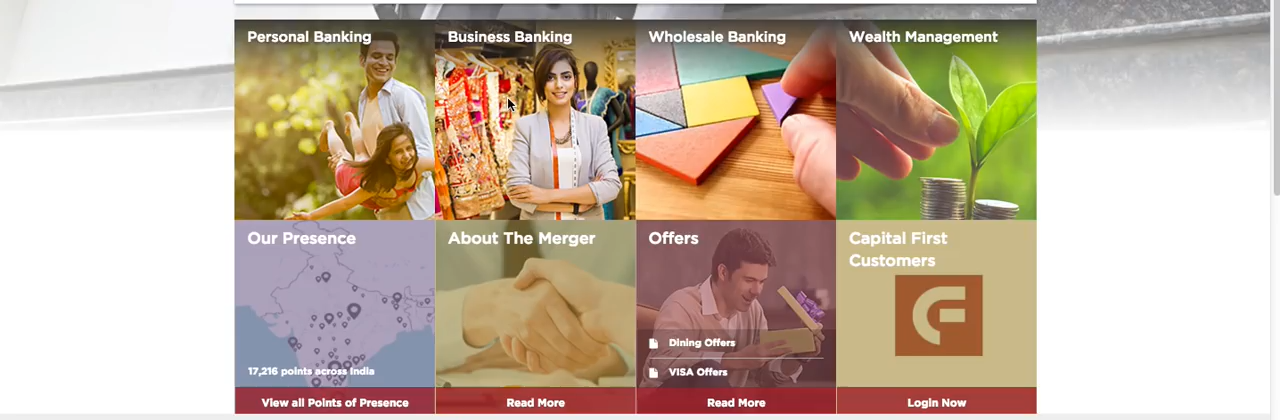 Personal Banking
Business Banking
Wholesale Banking
Wealth Management
Our Presence
About The Merger
Offers
Capital First
Customers
Dining Offers
17,216 points across India
VISA Offers
View all Points of Presence
Read More
Read More
Login Now